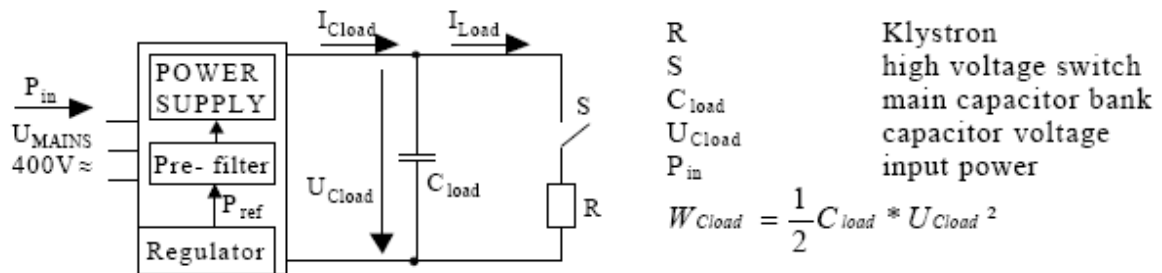 I_Cload
I_Load
POWER
SUPPLY
P_in
U_MAINS
400V ≈
Pre- filter
P_ref
Regulator
U_Cload
C_load
S
R
R Klystron
S high voltage switch
C_load main capacitor bank
U_Cload capacitor voltage
P_in input power
W_Cload = 1/2 C_load * U_Cload ²